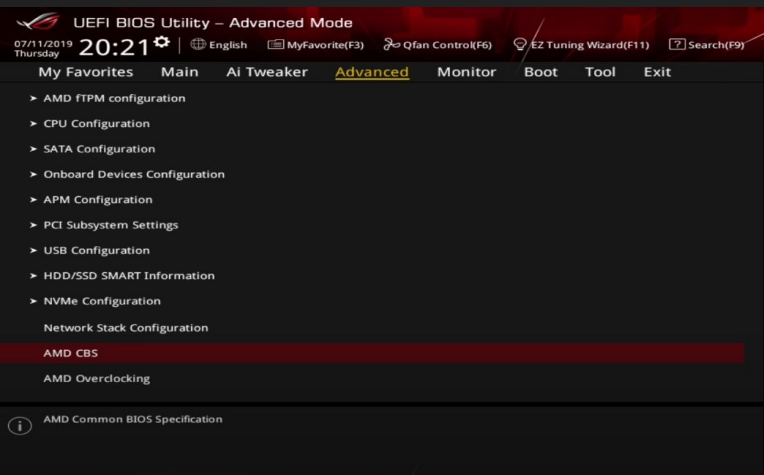 UEFI BIOS Utility – Advanced Mode
07/11/2019 Thursday 20:21 English MyFavorite(F3) Qfan Control(F6) EZ Tuning Wizard(F11) ? Search(F9)
My Favorites Main Ai Tweaker Advanced Monitor Boot Tool Exit
➤ AMD fTPM configuration
➤ CPU Configuration
➤ SATA Configuration
➤ Onboard Devices Configuration
➤ APM Configuration
➤ PCI Subsystem Settings
➤ USB Configuration
➤ HDD/SSD SMART Information
➤ NVMe Configuration
Network Stack Configuration
AMD CBS
AMD Overclocking
i AMD Common BIOS Specification